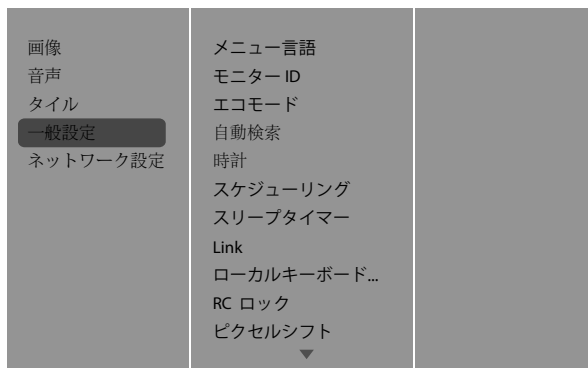 画像
音声
タイル
一般設定
ネットワーク設定
メニュー言語
モニター ID
エコモード
自動検索
時計
スケジューリング
スリープタイマー
Link
ローカルキーボード...
RC ロック
ピクセルシフト